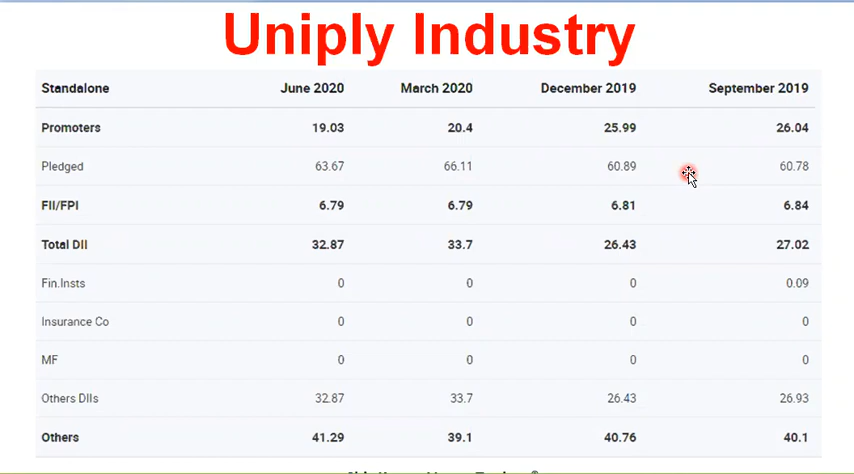 Uniply Industry
Standalone June 2020 March 2020 December 2019 September 2019
Promoters 19.03 20.4 25.99 26.04
Pledged 63.67 66.11 60.89 60.78
FII/FPI 6.79 6.79 6.81 6.84
Total DII 32.87 33.7 26.43 27.02
Fin.Insts 0 0 0 0.09
Insurance Co 0 0 0 0
MF 0 0 0 0
Others DIIs 32.87 33.7 26.43 26.93
Others 41.29 39.1 40.76 40.1